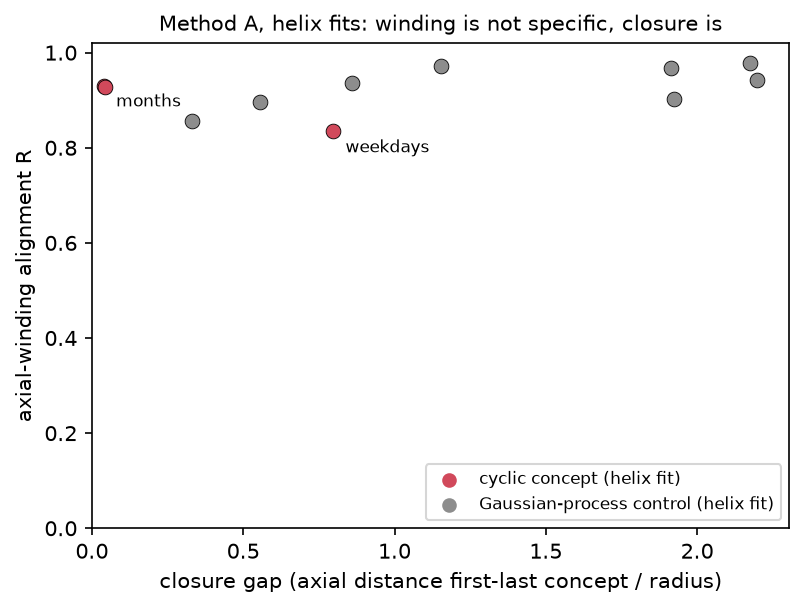 Method A, helix fits: winding is not specific, closure is
axial-winding alignment R
1.0
0.8
0.6
0.4
0.2
0.0
months
weekdays
cyclic concept (helix fit)
Gaussian-process control (helix fit)
0.0 0.5 1.0 1.5 2.0
closure gap (axial distance first-last concept / radius)